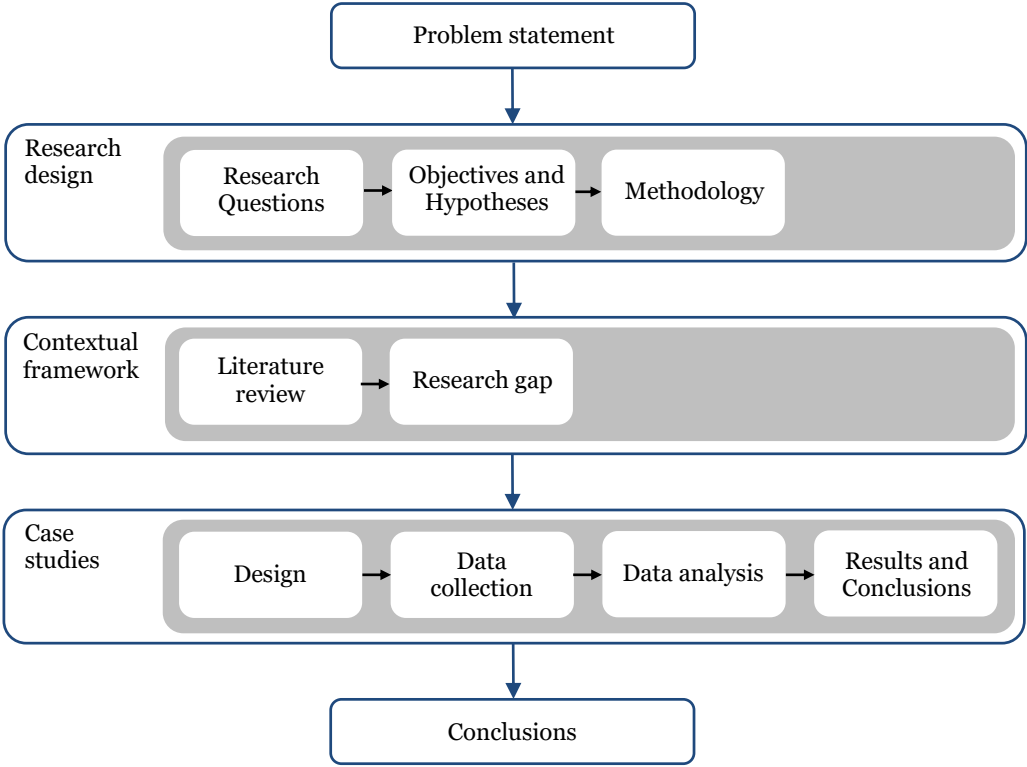 Problem statement
Research
design
Research
Questions
Objectives and
Hypotheses
Methodology
Contextual
framework
Literature
review
Research gap
Case
studies
Design
Data
collection
Data analysis
Results and
Conclusions
Conclusions